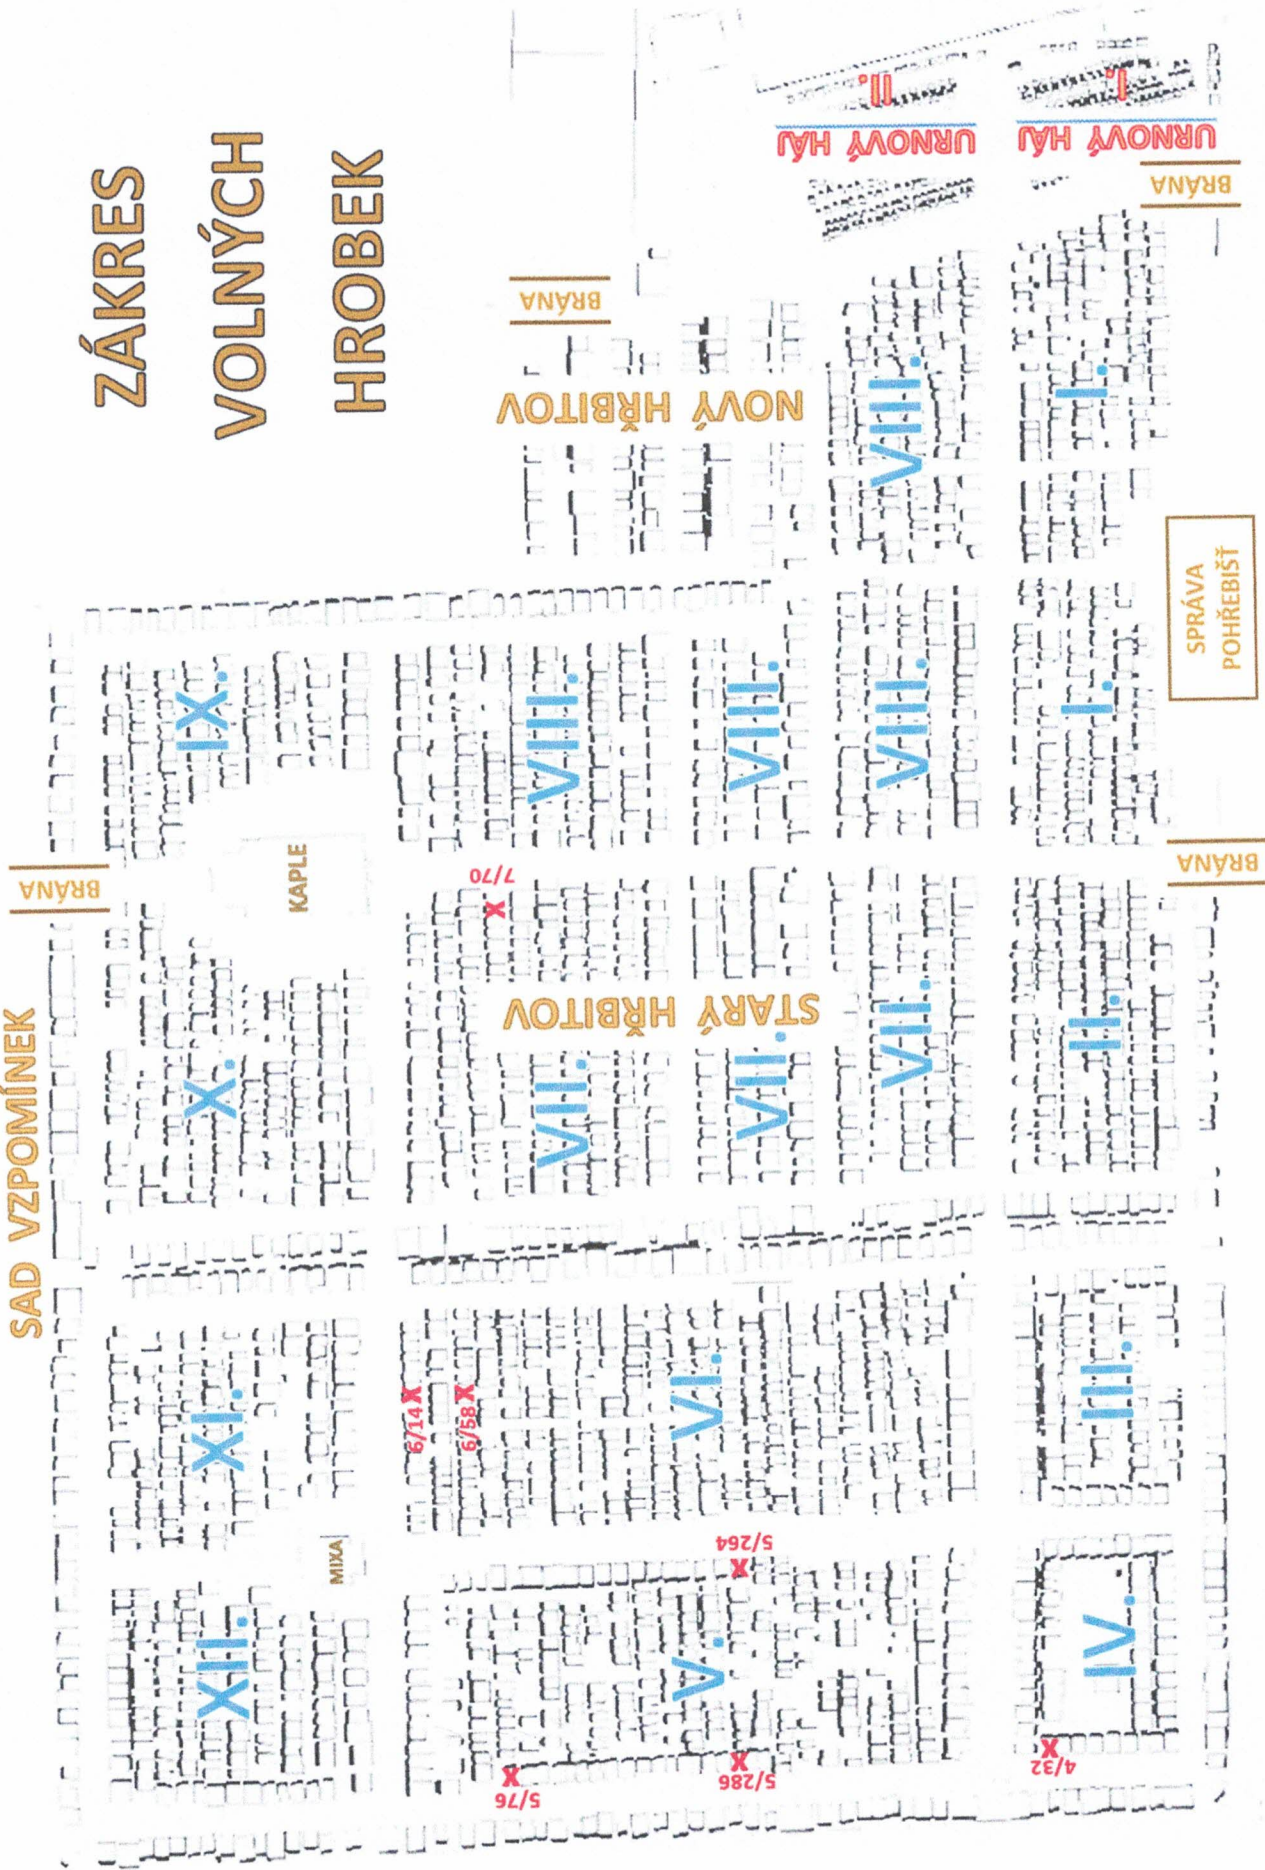 ZÁKRES
VOLNÝCH
HROBEK
SAD VZPOMÍNEK
BRÁNA
XII.
XI.
X.
IX.
MIXA
KAPLE
BRÁNA
6/14 X
6/58 X
X 7/70
X 5/76
X 5/286
X 5/264
V.
VI.
VII.
VIII.
NOVÝ HŘBITOV
STARÝ HŘBITOV
VII.
VIII.
VII.
VIII.
VIII.
URNOVÝ HÁJ
II.
X 4/32
IV.
III.
II.
I.
I.
URNOVÝ HÁJ
I.
BRÁNA
SPRÁVA
POHŘEBIŠŤ
BRÁNA